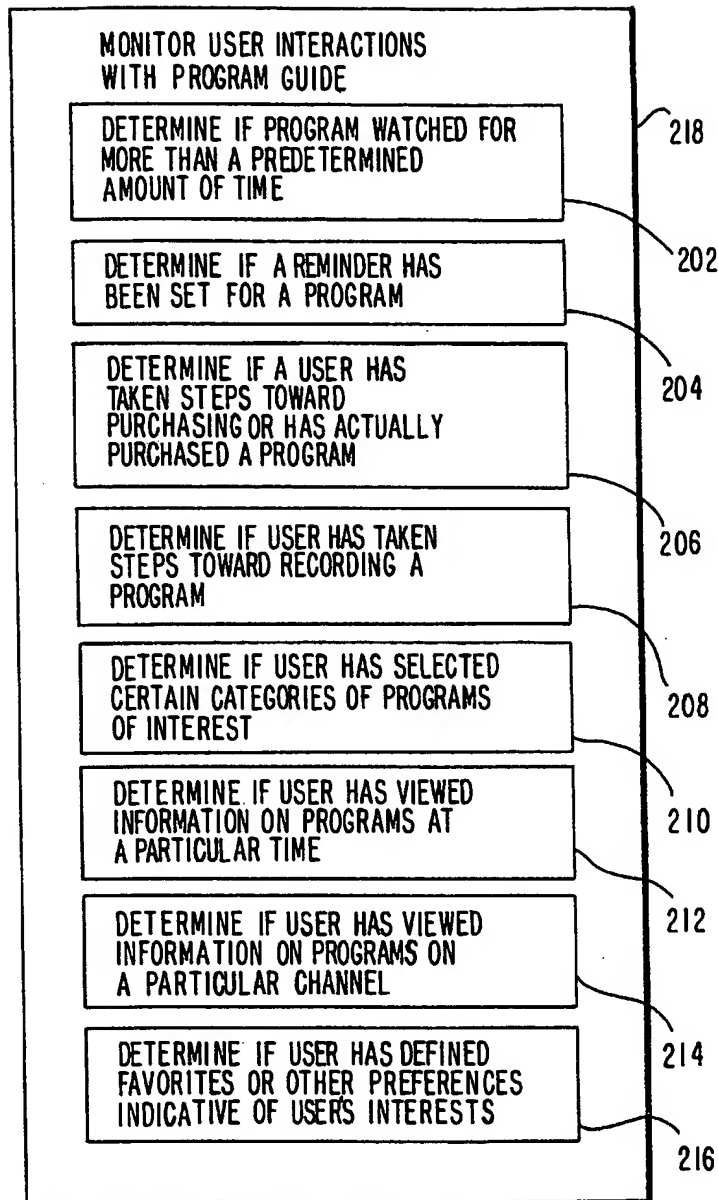 MONITOR USER INTERACTIONS
WITH PROGRAM GUIDE
218
DETERMINE IF PROGRAM WATCHED FOR
MORE THAN A PREDETERMINED
AMOUNT OF TIME
202
DETERMINE IF A REMINDER HAS
BEEN SET FOR A PROGRAM
204
DETERMINE IF A USER HAS
TAKEN STEPS TOWARD
PURCHASING OR HAS ACTUALLY
PURCHASED A PROGRAM
206
DETERMINE IF USER HAS TAKEN
STEPS TOWARD RECORDING A
PROGRAM
208
DETERMINE IF USER HAS SELECTED
CERTAIN CATEGORIES OF PROGRAMS
OF INTEREST
210
DETERMINE IF USER HAS VIEWED
INFORMATION ON PROGRAMS AT
A PARTICULAR TIME
212
DETERMINE IF USER HAS VIEWED
INFORMATION ON PROGRAMS ON
A PARTICULAR CHANNEL
214
DETERMINE IF USER HAS DEFINED
FAVORITES OR OTHER PREFERENCES
INDICATIVE OF USER'S INTERESTS
216